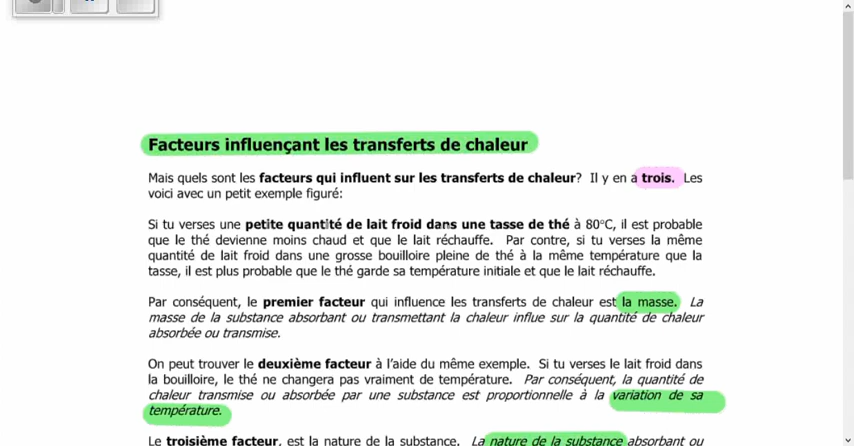 Facteurs influençant les transferts de chaleur
Mais quels sont les facteurs qui influent sur les transferts de chaleur? Il y en a trois. Les
voici avec un petit exemple figuré:
Si tu verses une petite quantité de lait froid dans une tasse de thé à 80°C, il est probable
que le thé devienne moins chaud et que le lait réchauffe. Par contre, si tu verses la même
quantité de lait froid dans une grosse bouilloire pleine de thé à la même température que la
tasse, il est plus probable que le thé garde sa température initiale et que le lait réchauffe.
Par conséquent, le premier facteur qui influence les transferts de chaleur est la masse. La
masse de la substance absorbant ou transmettant la chaleur influe sur la quantité de chaleur
absorbée ou transmise.
On peut trouver le deuxième facteur à l'aide du même exemple. Si tu verses le lait froid dans
la bouilloire, le thé ne changera pas vraiment de température. Par conséquent, la quantité de
chaleur transmise ou absorbée par une substance est proportionnelle à la variation de sa
température.
Le troisième facteur, est la nature de la substance. La nature de la substance absorbant ou